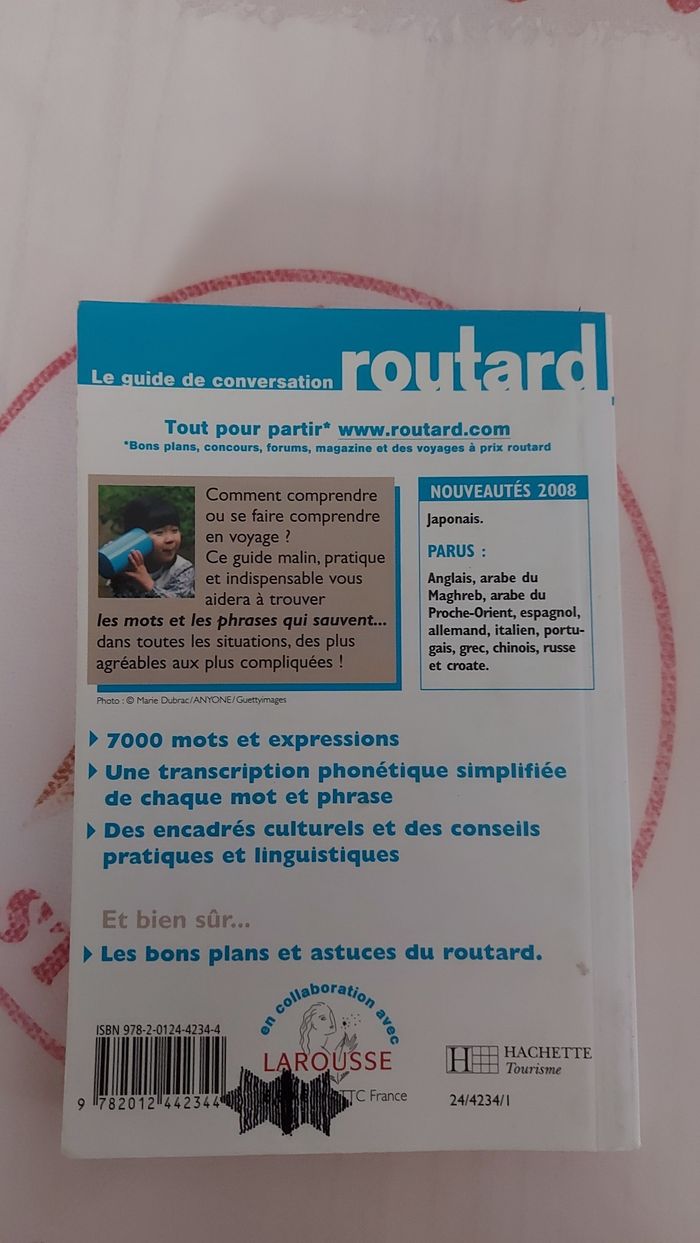 Le guide de conversation routard
Tout pour partir* www.routard.com
*Bons plans, concours, forums, magazine et des voyages à prix routard
Comment comprendre
ou se faire comprendre
en voyage ?
Ce guide malin, pratique
et indispensable vous
aidera à trouver
les mots et les phrases qui sauvent...
dans toutes les situations, des plus
agréables aux plus compliquées !
Photo : © Marie Dubrac/ANYONE/Guettyimages
NOUVEAUTÉS 2008
Japonais.
PARUS :
Anglais, arabe du
Maghreb, arabe du
Proche-Orient, espagnol,
allemand, italien, portu-
gais, grec, chinois, russe
et croate.
7000 mots et expressions
Une transcription phonétique simplifiée
de chaque mot et phrase
Des encadrés culturels et des conseils
pratiques et linguistiques
Et bien sûr...
Les bons plans et astuces du routard.
en collaboration avec
LAROUSSE
ISBN 978-2-0124-4234-4
9 782012 442344
TTC France
HACHETTE
Tourisme
24/4234/1